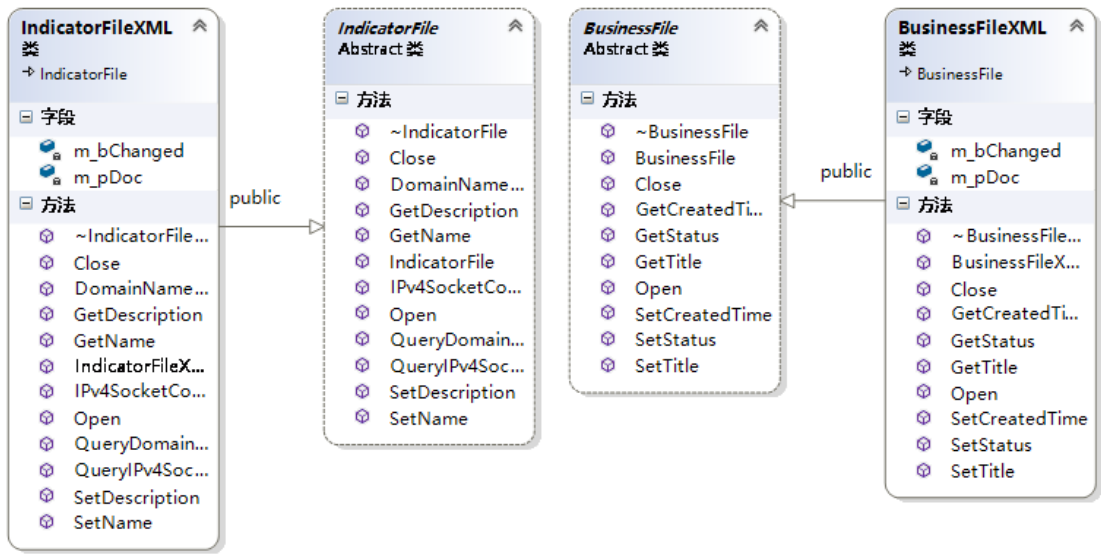 IndicatorFileXML
类
IndicatorFile
字段
m_bChanged
m_pDoc
方法
~IndicatorFile...
Close
DomainName...
GetDescription
GetName
IndicatorFileX...
IPv4SocketCo...
Open
QueryDomain...
QueryIPv4Soc...
SetDescription
SetName
public
IndicatorFile
Abstract 类
方法
~IndicatorFile
Close
DomainName...
GetDescription
GetName
IndicatorFile
IPv4SocketCo...
Open
QueryDomain...
QueryIPv4Soc...
SetDescription
SetName
BusinessFile
Abstract 类
方法
~BusinessFile
BusinessFile
Close
GetCreatedTi...
GetStatus
GetTitle
Open
SetCreatedTime
SetStatus
SetTitle
public
BusinessFileXML
类
BusinessFile
字段
m_bChanged
m_pDoc
方法
~BusinessFile...
BusinessFileX...
Close
GetCreatedTi...
GetStatus
GetTitle
Open
SetCreatedTime
SetStatus
SetTitle